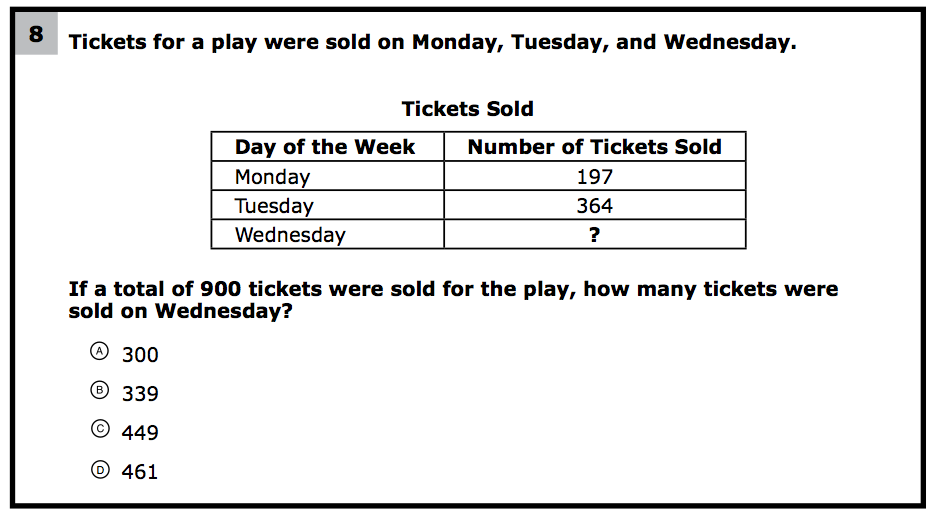 8
Tickets for a play were sold on Monday, Tuesday, and Wednesday.
Tickets Sold
Day of the Week Number of Tickets Sold
Monday 197
Tuesday 364
Wednesday ?
If a total of 900 tickets were sold for the play, how many tickets were
sold on Wednesday?
A 300
B 339
C 449
D 461